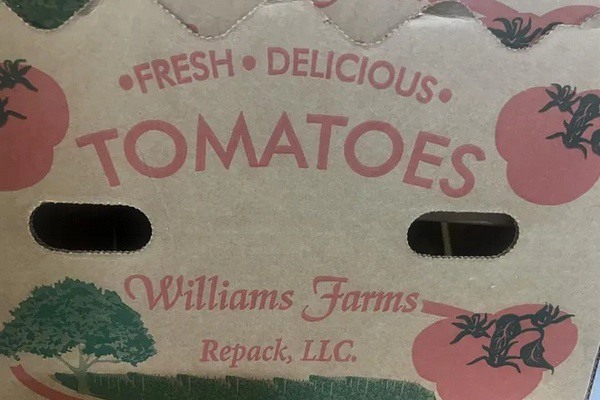 •FRESH • DELICIOUS•
TOMATOES
Williams Farms
Repack, LLC.